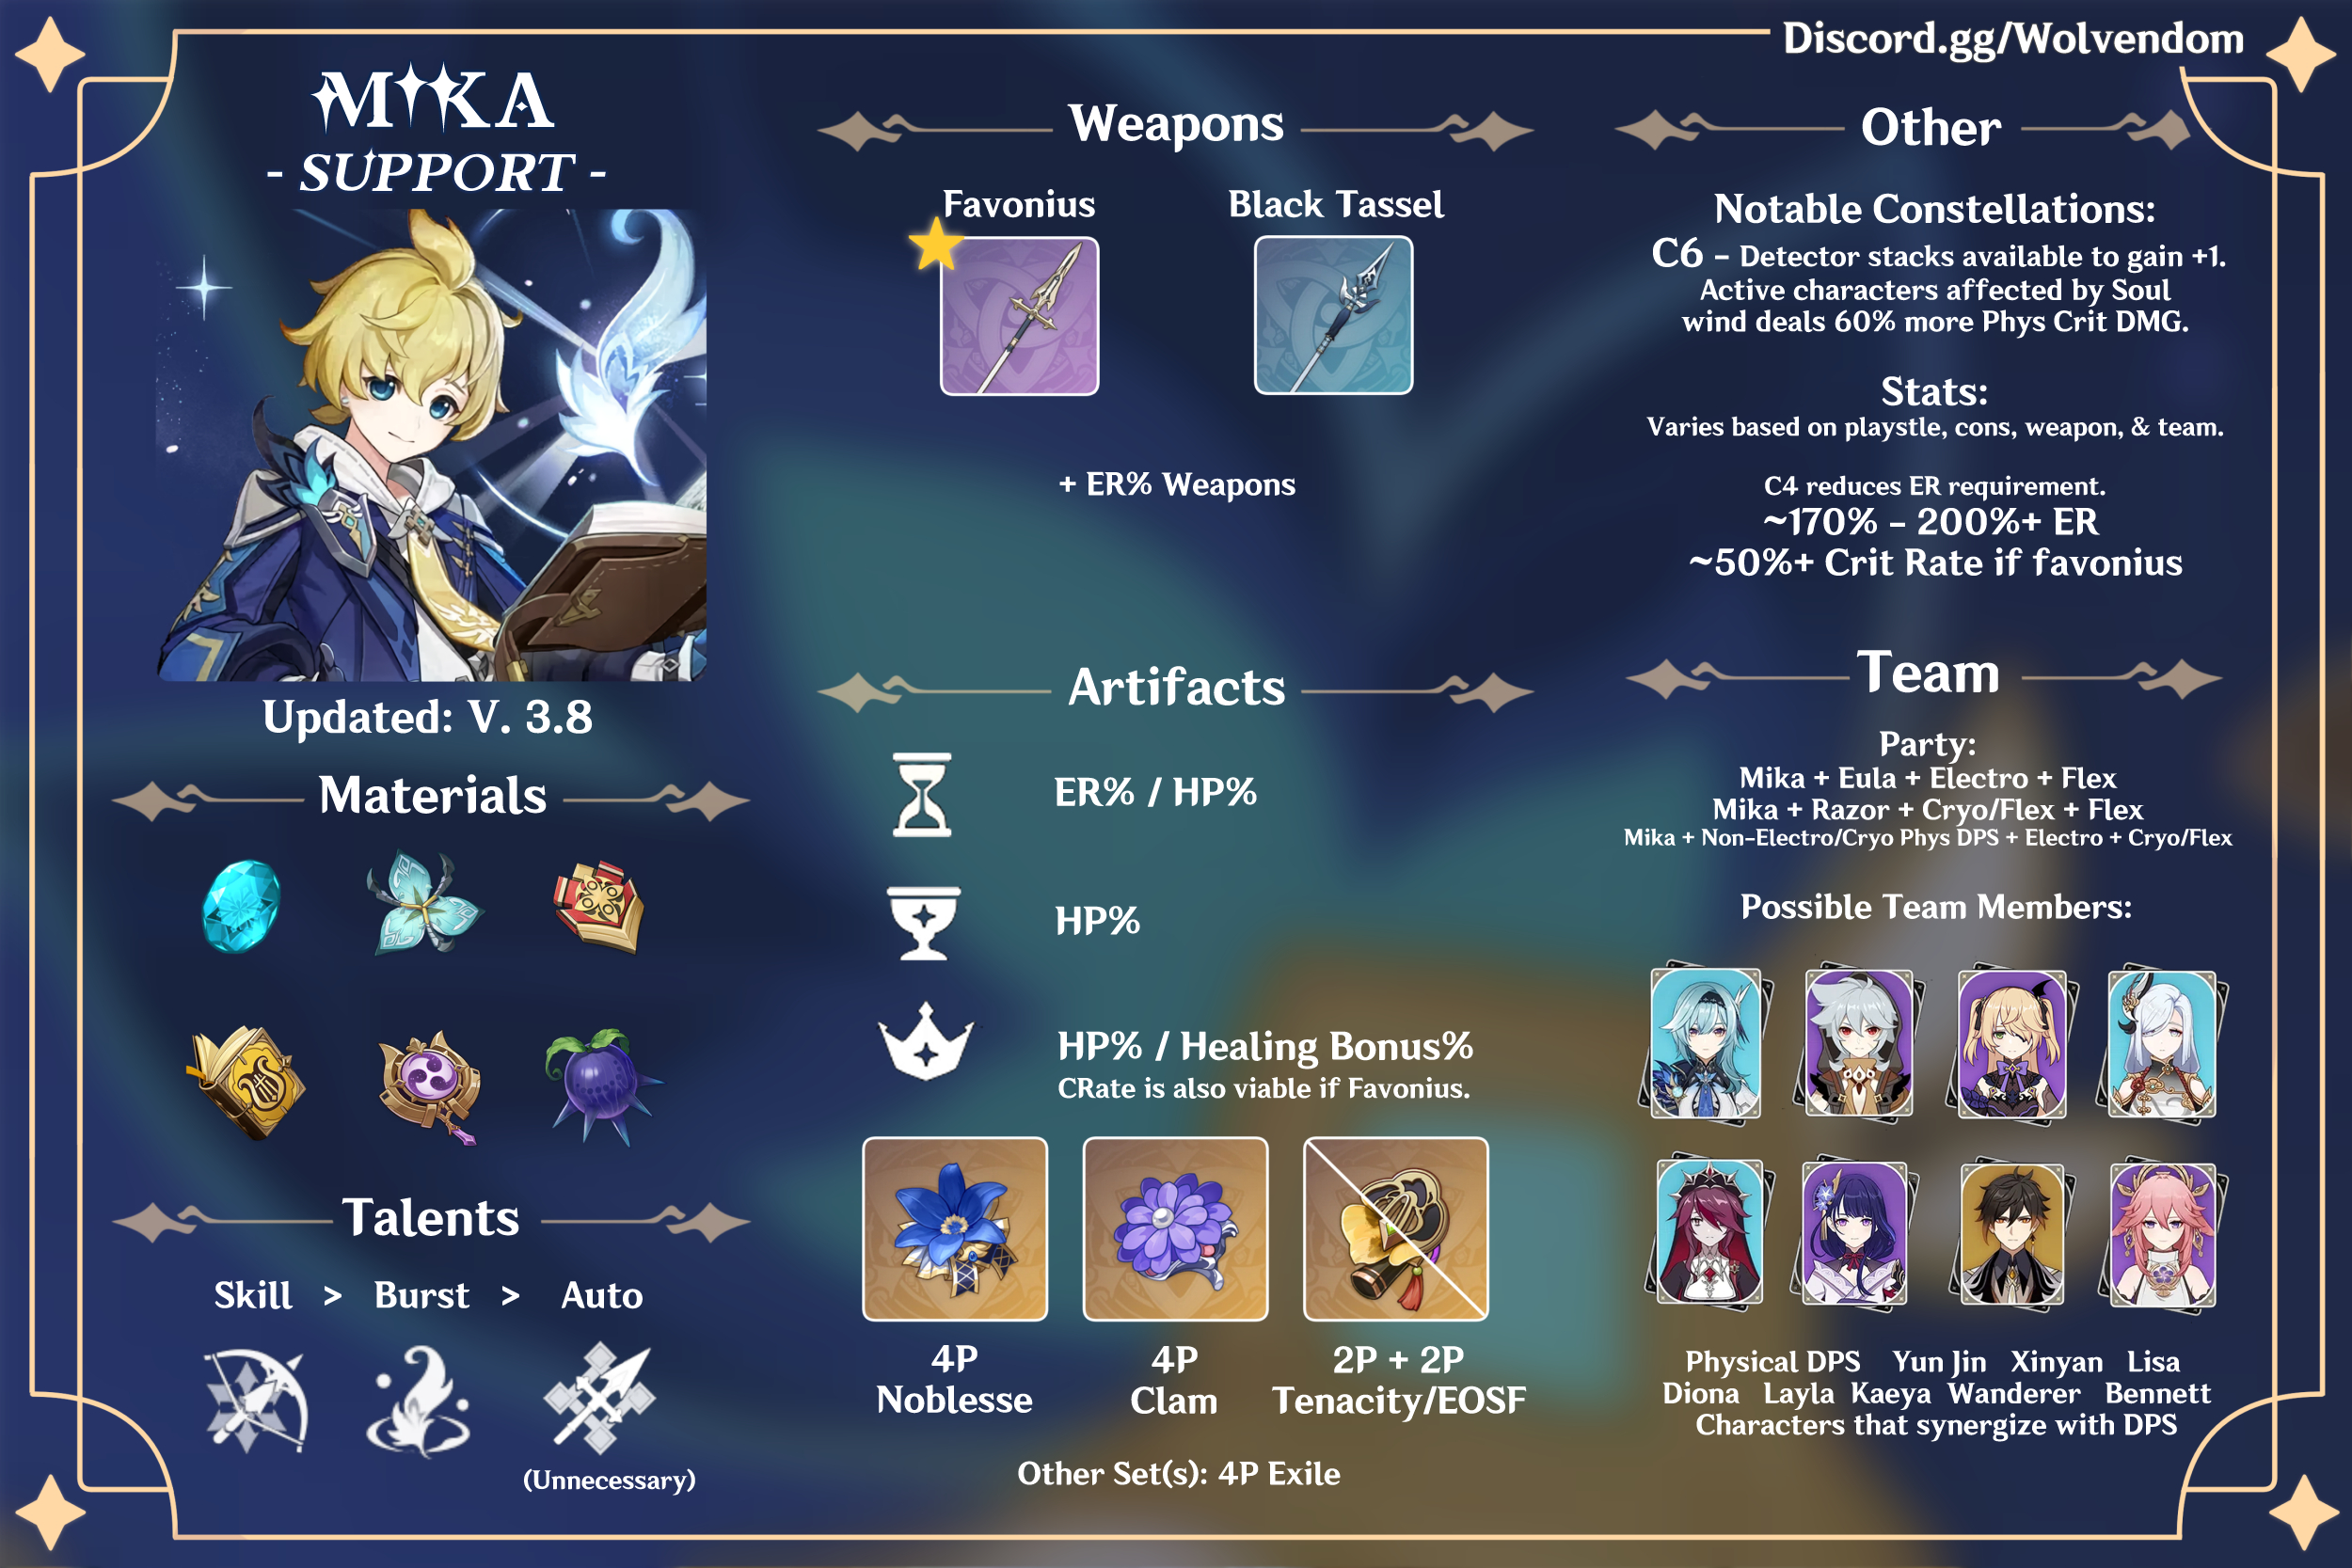 Discord.gg/Wolvendom
MIKA
- SUPPORT -
Updated: V. 3.8
Materials
Talents
Skill > Burst > Auto
(Unnecessary)
Weapons
Favonius
Black Tassel
+ ER% Weapons
Artifacts
ER% / HP%
HP%
HP% / Healing Bonus%
CRate is also viable if Favonius.
4P
Noblesse
4P
Clam
2P + 2P
Tenacity/EOSF
Other Set(s): 4P Exile
Other
Notable Constellations:
C6 - Detector stacks available to gain +1.
Active characters affected by Soul
wind deals 60% more Phys Crit DMG.
Stats:
Varies based on playstle, cons, weapon, & team.
C4 reduces ER requirement.
~170% - 200%+ ER
~50%+ Crit Rate if favonius
Team
Party:
Mika + Eula + Electro + Flex
Mika + Razor + Cryo/Flex + Flex
Mika + Non-Electro/Cryo Phys DPS + Electro + Cryo/Flex
Possible Team Members:
Physical DPS Yun Jin Xinyan Lisa
Diona Layla Kaeya Wanderer Bennett
Characters that synergize with DPS